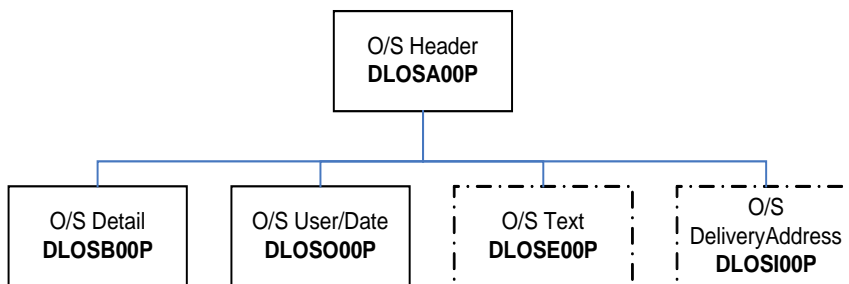 O/S Header
DLOSA00P
O/S Detail
DLOSB00P
O/S User/Date
DLOSO00P
O/S Text
DLOSE00P
O/S
DeliveryAddress
DLOSI00P